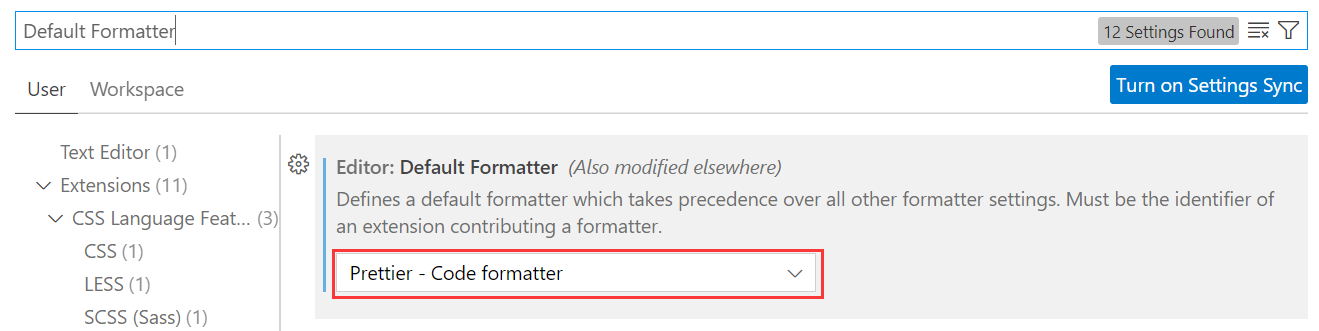 Default Formatter
12 Settings Found
User
Workspace
Turn on Settings Sync
Text Editor (1)
Extensions (11)
CSS Language Feat... (3)
CSS (1)
LESS (1)
SCSS (Sass) (1)
Editor: Default Formatter (Also modified elsewhere)
Defines a default formatter which takes precedence over all other formatter settings. Must be the identifier of
an extension contributing a formatter.
Prettier - Code formatter